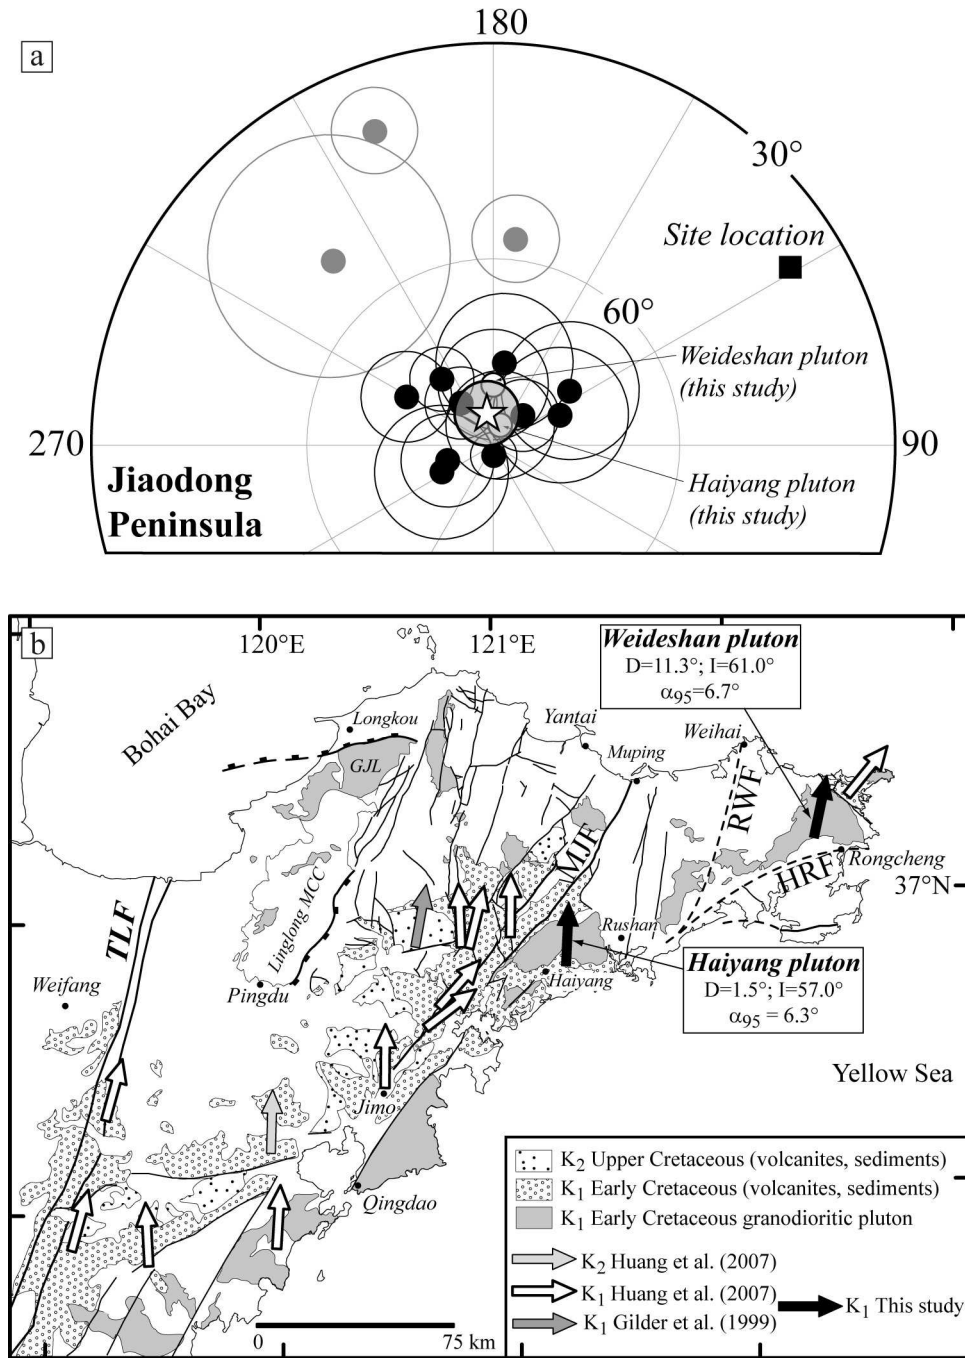 a
180
30°
Site location
60°
Weideshan pluton
(this study)
270
90
Jiaodong
Peninsula
Haiyang pluton
(this study)
b
120°E
121°E
Weideshan pluton
D=11.3°; I=61.0°
α95=6.7°
Bohai Bay
Longkou
Yantai
Weihai
Muping
GJL
RWF
MJF
Rongcheng
HRF
37°N
Linglong MCC
TLF
Rushan
Weifang
Pingdu
Haiyang
Haiyang pluton
D=1.5°; I=57.0°
α95 = 6.3°
Yellow Sea
Jimo
Qingdao
K2 Upper Cretaceous (volcanites, sediments)
K1 Early Cretaceous (volcanites, sediments)
K1 Early Cretaceous granodioritic pluton
K2 Huang et al. (2007)
K1 Huang et al. (2007)
K1 This study
K1 Gilder et al. (1999)
0
75 km